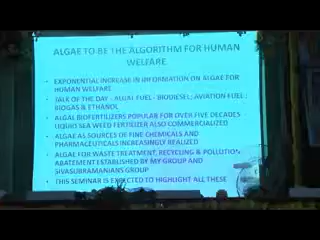 ALGAE TO BE THE ALGORITHM FOR HUMAN
WELFARE
• EXPONENTIAL INCREASE IN INFORMATION ON ALGAE FOR
HUMAN WELFARE
• TALK OF THE DAY - ALGAL FUEL - BIODIESEL; AVIATION FUEL ;
BIOGAS & ETHANOL
• ALGAL BIOFERTILIZERS POPULAR FOR OVER FIVE DECADES
LIQUID SEA WEED FERTILIZER ALSO COMMERCIALIZED
• ALGAE AS SOURCES OF FINE CHEMICALS AND
PHARMACEUTICALS INCREASINGLY REALIZED
• ALGAE FOR WASTE TREATMENT, RECYCLING & POLLUTION
ABATEMENT ESTABLISHED BY MY GROUP AND
SIVASUBRAMANIANS GROUP
• THIS SEMINAR IS EXPECTED TO HIGHLIGHT ALL THESE